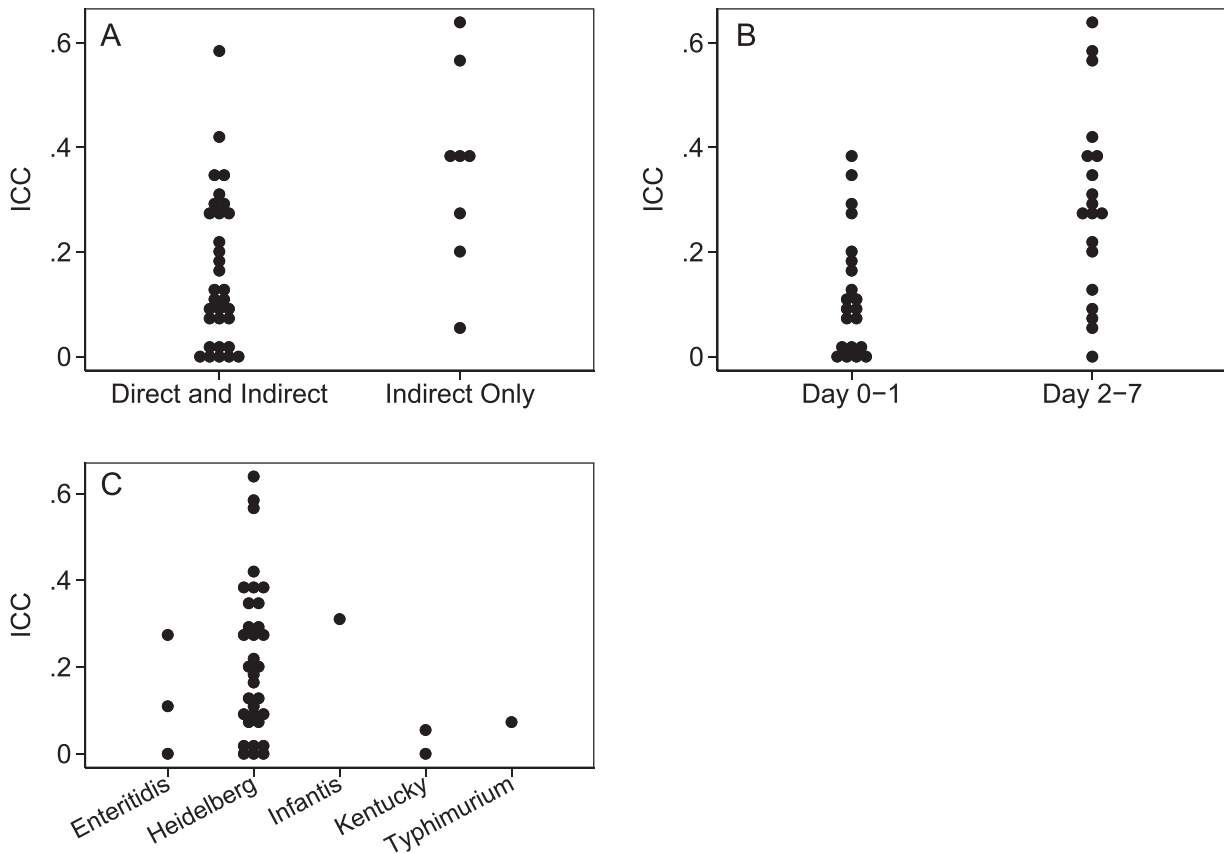 A
ICC
.6
.4
.2
0
Direct and Indirect
Indirect Only
B
ICC
.6
.4
.2
0
Day 0−1
Day 2−7
C
ICC
.6
.4
.2
0
Enteritidis
Heidelberg
Infantis
Kentucky
Typhimurium